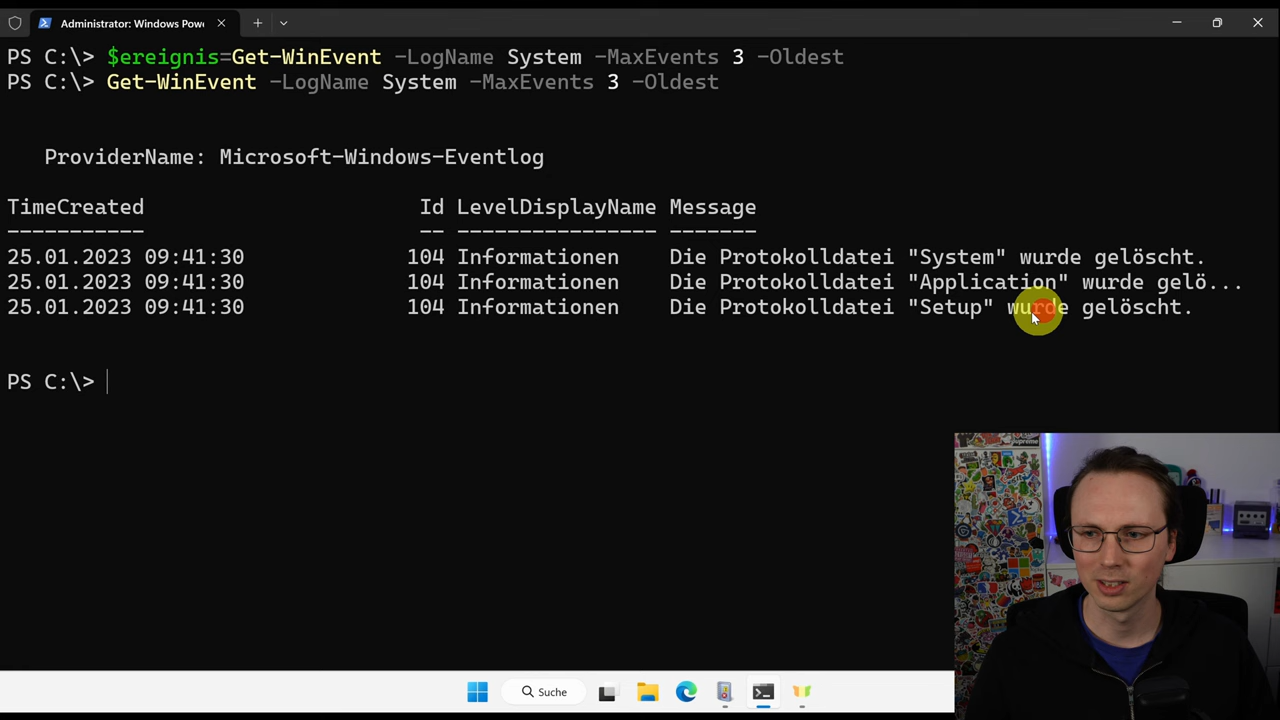 Administrator: Windows Powe
PS C:\> $ereignis=Get-WinEvent -LogName System -MaxEvents 3 -Oldest
PS C:\> Get-WinEvent -LogName System -MaxEvents 3 -Oldest
ProviderName: Microsoft-Windows-Eventlog
TimeCreated Id LevelDisplayName Message
----------- -- ---------------- -------
25.01.2023 09:41:30 104 Informationen Die Protokolldatei "System" wurde gelöscht.
25.01.2023 09:41:30 104 Informationen Die Protokolldatei "Application" wurde gelö...
25.01.2023 09:41:30 104 Informationen Die Protokolldatei "Setup" wurde gelöscht.
PS C:\>
Suche